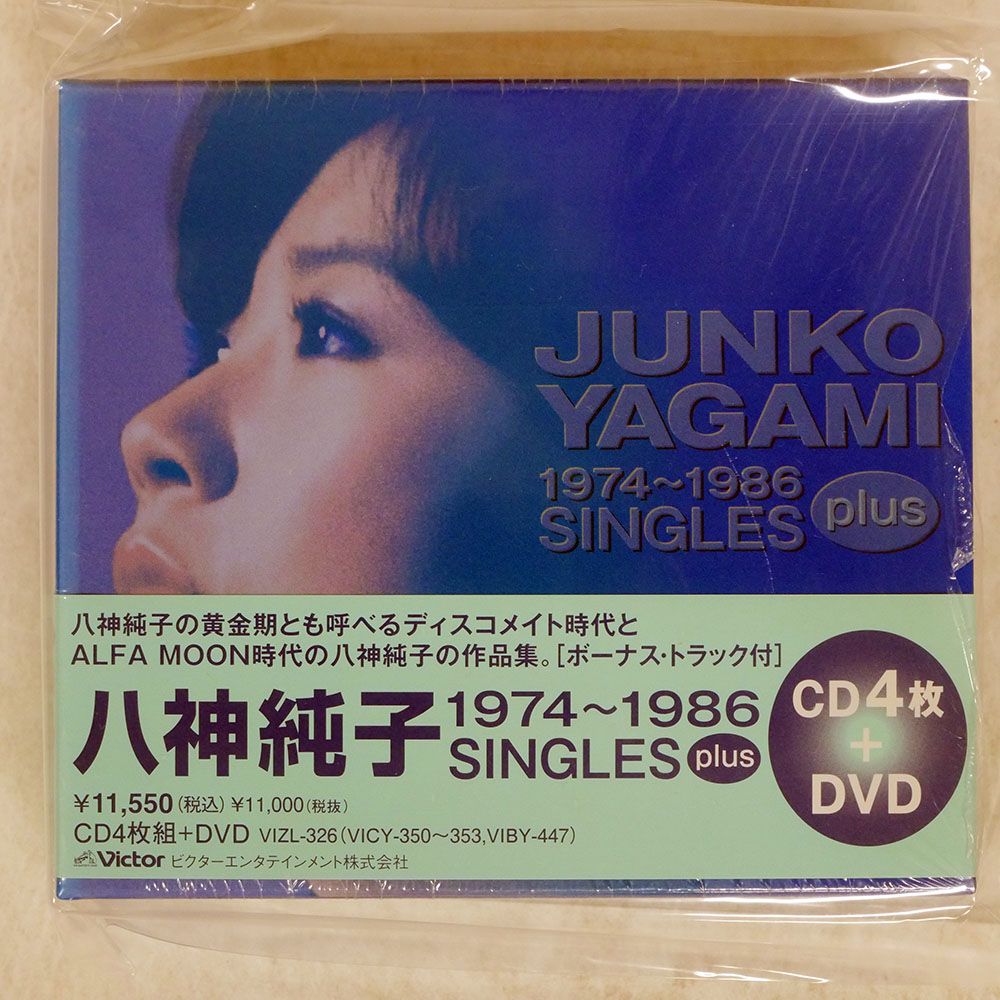 JUNKO
YAGAMI
1974～1986
SINGLES plus
八神純子の黄金期とも呼べるディスコメイト時代と
ALFA MOON時代の八神純子の作品集。[ボーナス・トラック付]
八神純子 1974～1986
SINGLES plus
CD4枚
+
DVD
¥11,550(税込) ¥11,000(税抜)
CD4枚組+DVD VIZL-326(VICY-350～353,VIBY-447)
Victor ビクターエンタテインメント株式会社